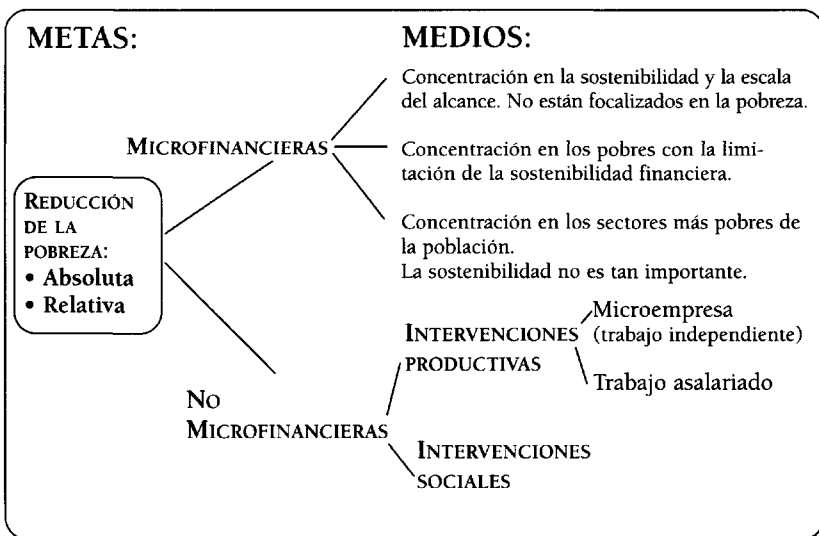 METAS:
MEDIOS:
Concentración en la sostenibilidad y la escala
del alcance. No están focalizados en la pobreza.
MICROFINANCIERAS
Concentración en los pobres con la limi-
tación de la sostenibilidad financiera.
REDUCCIÓN
DE LA
POBREZA:
• Absoluta
• Relativa
Concentración en los sectores más pobres de
la población.
La sostenibilidad no es tan importante.
INTERVENCIONES
PRODUCTIVAS
Microempresa
(trabajo independiente)
Trabajo asalariado
NO
MICROFINANCIERAS
INTERVENCIONES
SOCIALES